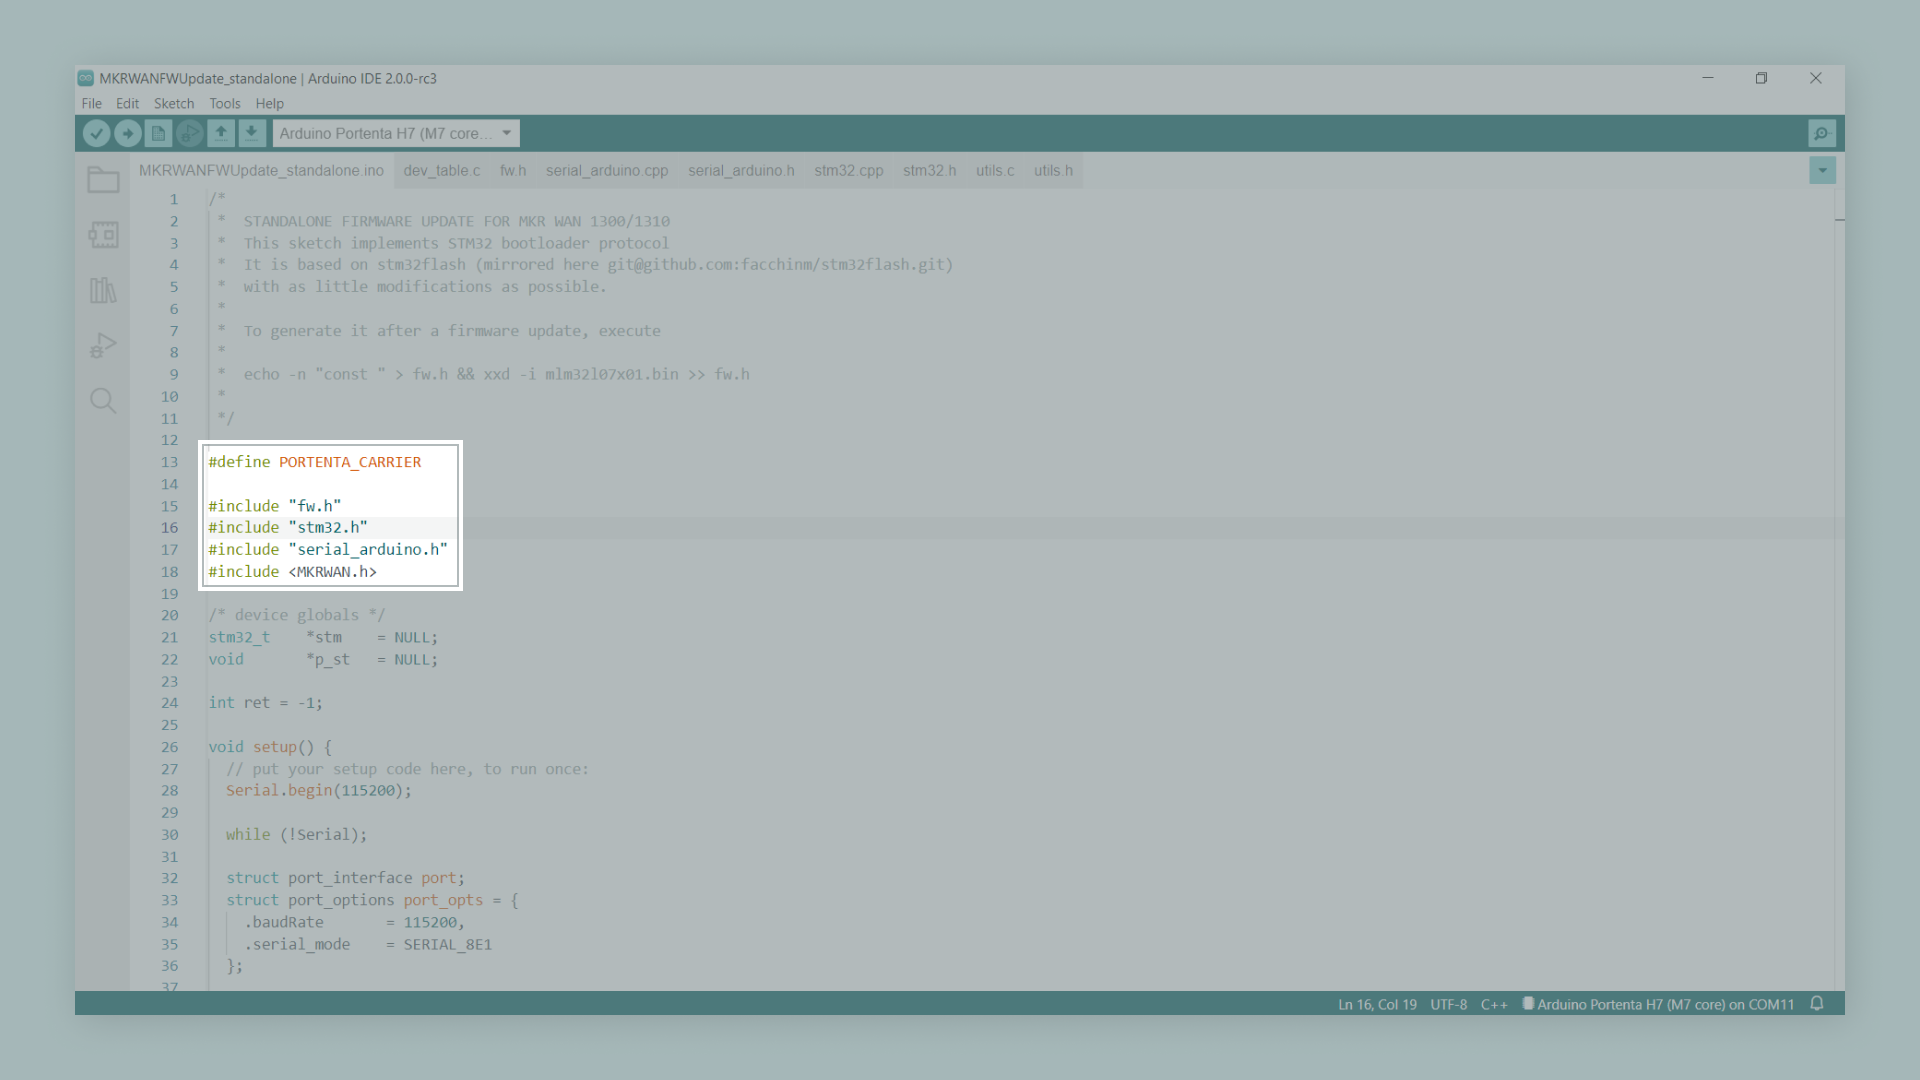 MKRWANFWUpdate_standalone | Arduino IDE 2.0.0-rc3
File Edit Sketch Tools Help
Arduino Portenta H7 (M7 core...
MKRWANFWUpdate_standalone.ino dev_table.c fw.h serial_arduino.cpp serial_arduino.h stm32.cpp stm32.h utils.c utils.h
1 /*
2 * STANDALONE FIRMWARE UPDATE FOR MKR WAN 1300/1310
3 * This sketch implements STM32 bootloader protocol
4 * It is based on stm32flash (mirrored here git@github.com:facchinm/stm32flash.git)
5 * with as little modifications as possible.
6 *
7 * To generate it after a firmware update, execute
8 *
9 * echo -n "const " > fw.h && xxd -i mlm32l07x01.bin >> fw.h
10 *
11 */
12
13 #define PORTENTA_CARRIER
14
15 #include "fw.h"
16 #include "stm32.h"
17 #include "serial_arduino.h"
18 #include <MKRWAN.h>
19
20 /* device globals */
21 stm32_t *stm = NULL;
22 void *p_st = NULL;
23
24 int ret = -1;
25
26 void setup() {
27 // put your setup code here, to run once:
28 Serial.begin(115200);
29
30 while (!Serial);
31
32 struct port_interface port;
33 struct port_options port_opts = {
34 .baudRate = 115200,
35 .serial_mode = SERIAL_8E1
36 };
37
Ln 16, Col 19 UTF-8 C++ Arduino Portenta H7 (M7 core) on COM11